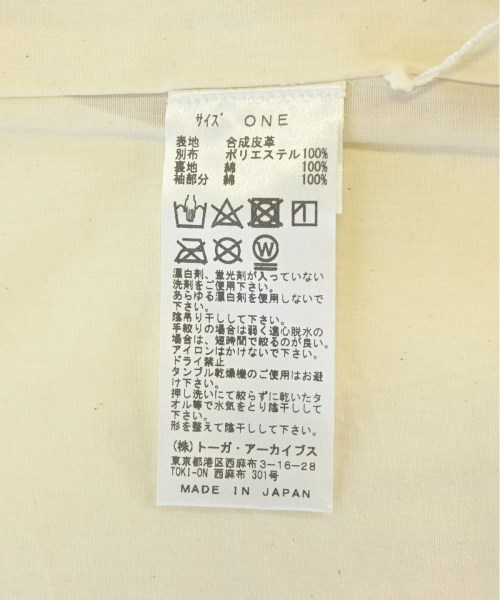 サイズ ONE
表地 合成皮革
別布 ポリエステル100%
裏地 綿 100%
袖部分 綿 100%
W
漂白剤、蛍光剤が入っていない
洗剤をご使用下さい。
あらゆる漂白剤を使用しないで
下さい。
陰吊り干しして下さい。
手絞りの場合は弱く遠心脱水の
場合は、短時間で絞るのが良い。
アイロンはかけないで下さい。
ドライ禁止
タンブル乾燥機のご使用はお避
け下さい。
押し洗いにて絞らずに乾いたタ
オル等で水気をとり陰干しして
下さい。
形を整えて陰干しして下さい。
(株)トーガ・アーカイブス
東京都港区西麻布3-16-28
TOKI-ON 西麻布 301号
MADE IN JAPAN